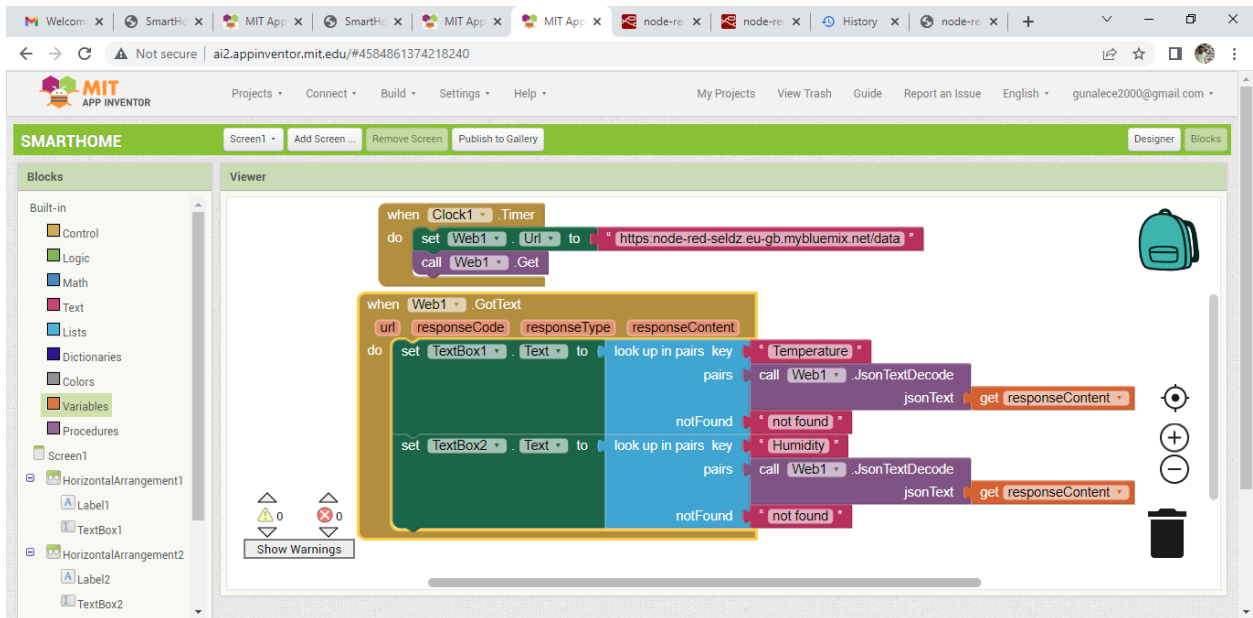 Welcom
SmartHo
MIT App
SmartHo
MIT App
MIT App
node-re
node-re
History
node-re
Not secure
ai2.appinventor.mit.edu/#4584861374218240
MIT
APP INVENTOR
Projects
Connect
Build
Settings
Help
My Projects
View Trash
Guide
Report an Issue
English
gunalece2000@gmail.com
SMARTHOME
Screen1
Add Screen ...
Remove Screen
Publish to Gallery
Designer
Blocks
Blocks
Built-in
Control
Logic
Math
Text
Lists
Dictionaries
Colors
Variables
Procedures
Screen1
HorizontalArrangement1
Label1
TextBox1
HorizontalArrangement2
Label2
TextBox2
Viewer
when Clock1 .Timer
do set Web1 . Url to " https:node-red-seldz.eu-gb.mybluemix.net/data "
call Web1 .Get
when Web1 .GotText
url responseCode responseType responseContent
do set TextBox1 . Text to look up in pairs key " Temperature "
pairs call Web1 .JsonTextDecode
jsonText get responseContent
notFound " not found "
set TextBox2 . Text to look up in pairs key " Humidity "
pairs call Web1 .JsonTextDecode
jsonText get responseContent
notFound " not found "
0 0
Show Warnings